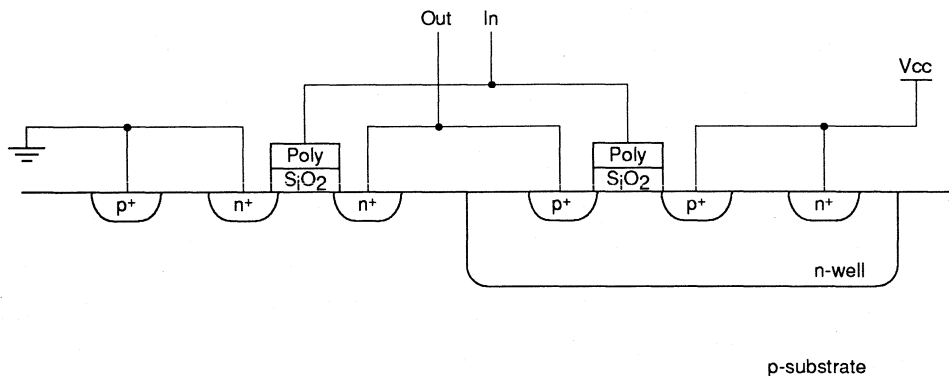 Out In
Vcc
Poly Poly
SiO2 SiO2
p+ n+ n+ p+ p+ n+
n-well
p-substrate